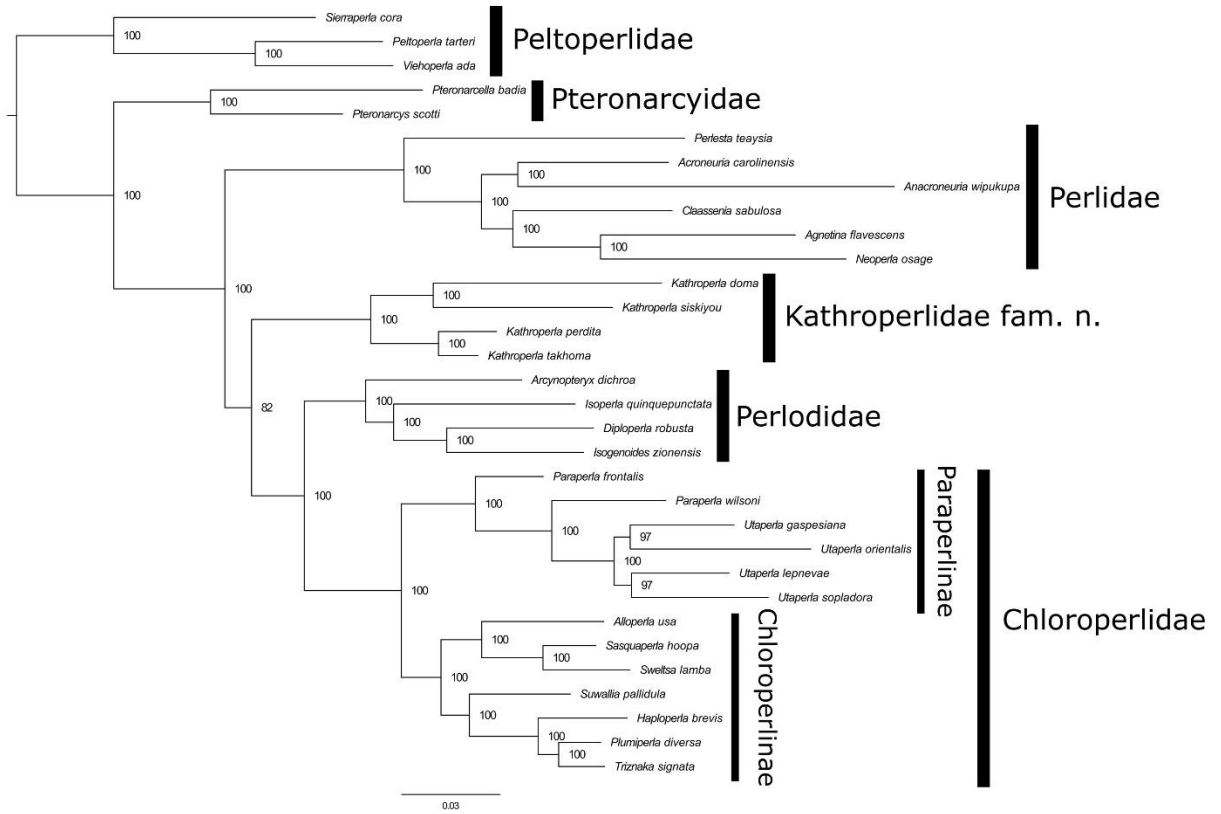 Sierraperla cora
100
Peltoperla tarteri
100
Viehoperla ada
Peltoperlidae
Pteronarcella badia
100
Pteronarcys scotti
Pteronarcyidae
100
Perlesta teaysia
100
Acroneuria carolinensis
100
Anacroneuria wipukupa
100
Claassenia sabulosa
100
Agnetina flavescens
100
Neoperla osage
Perlidae
100
Kathroperla doma
100
Kathroperla siskiyou
100
Kathroperla perdita
100
Kathroperla takhoma
Kathroperlidae fam. n.
82
Arcynopteryx dichroa
100
Isoperla quinquepunctata
100
Diploperla robusta
100
Isogenoides zionensis
Perlodidae
100
Paraperla frontalis
100
Paraperla wilsoni
100
Utaperla gaspesiana
97
Utaperla orientalis
100
Utaperla lepnevae
97
Utaperla sopladora
Paraperlinae
100
Alloperla usa
100
Sasquaperla hoopa
100
Sweltsa lamba
100
Suwallia pallidula
100
Haploperla brevis
100
Plumiperla diversa
100
Triznaka signata
Chloroperlinae
Chloroperlidae
0.03